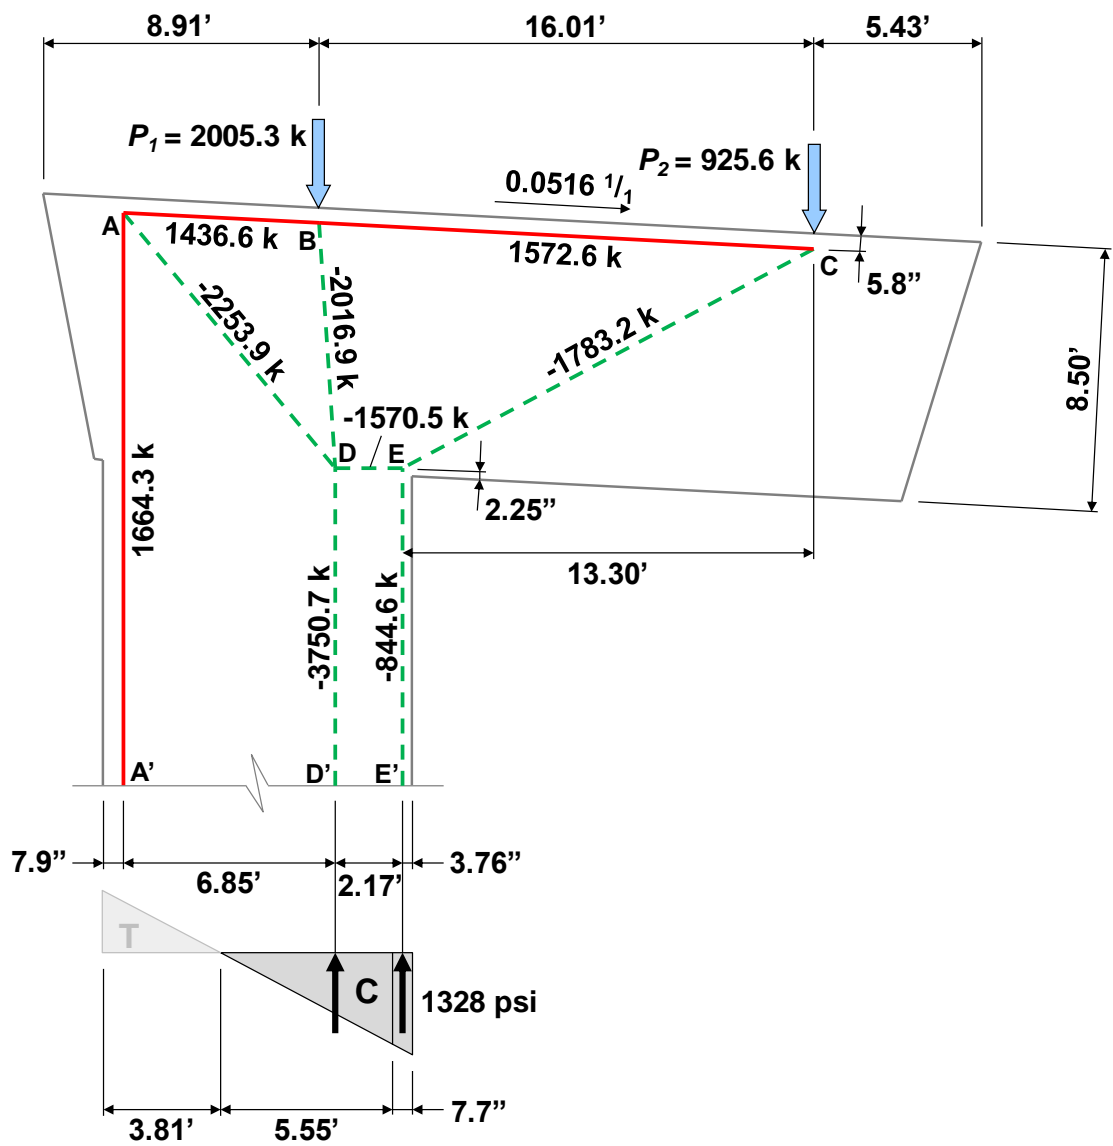 8.91’
16.01’
5.43’
P1 = 2005.3 k
P2 = 925.6 k
0.0516 1/1
A
1436.6 k
B
1572.6 k
C
5.8”
-2253.9 k
-2016.9 k
-1783.2 k
8.50’
-1570.5 k
D
E
2.25”
1664.3 k
-3750.7 k
-844.6 k
13.30’
A’
D’
E’
7.9”
6.85’
2.17’
3.76”
T
C
1328 psi
3.81’
5.55’
7.7”